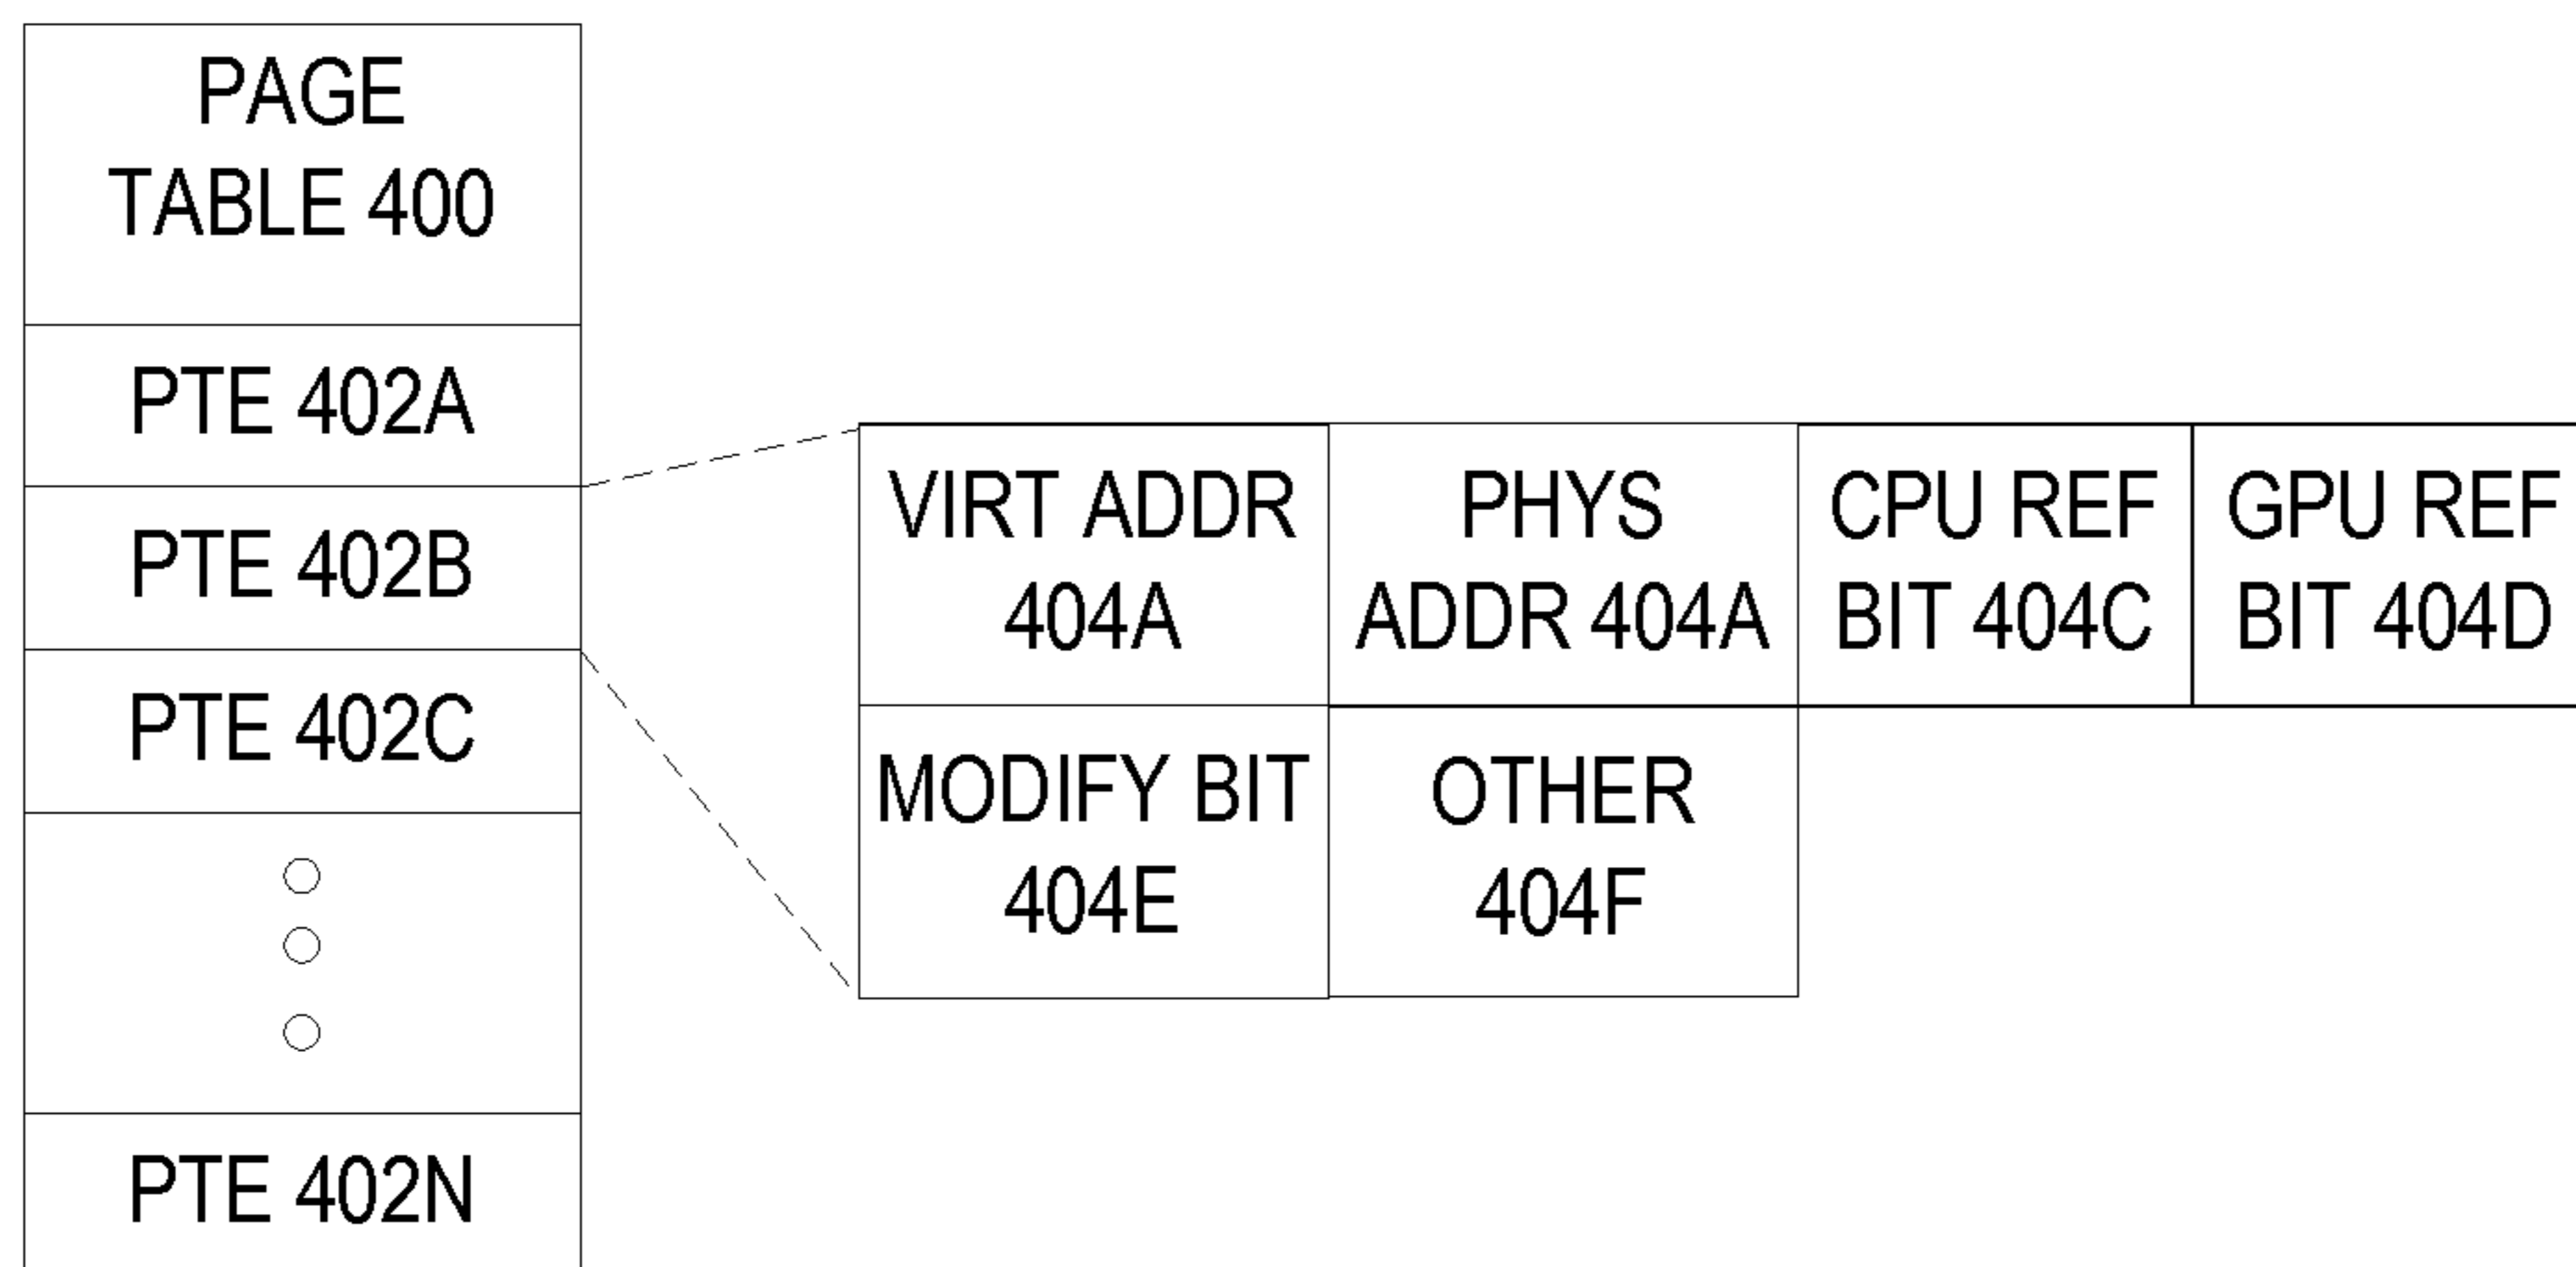 PAGE
TABLE 400
PTE 402A
PTE 402B
PTE 402C
PTE 402N
VIRT ADDR
404A
PHYS
ADDR 404A
CPU REF
BIT 404C
GPU REF
BIT 404D
MODIFY BIT
404E
OTHER
404F